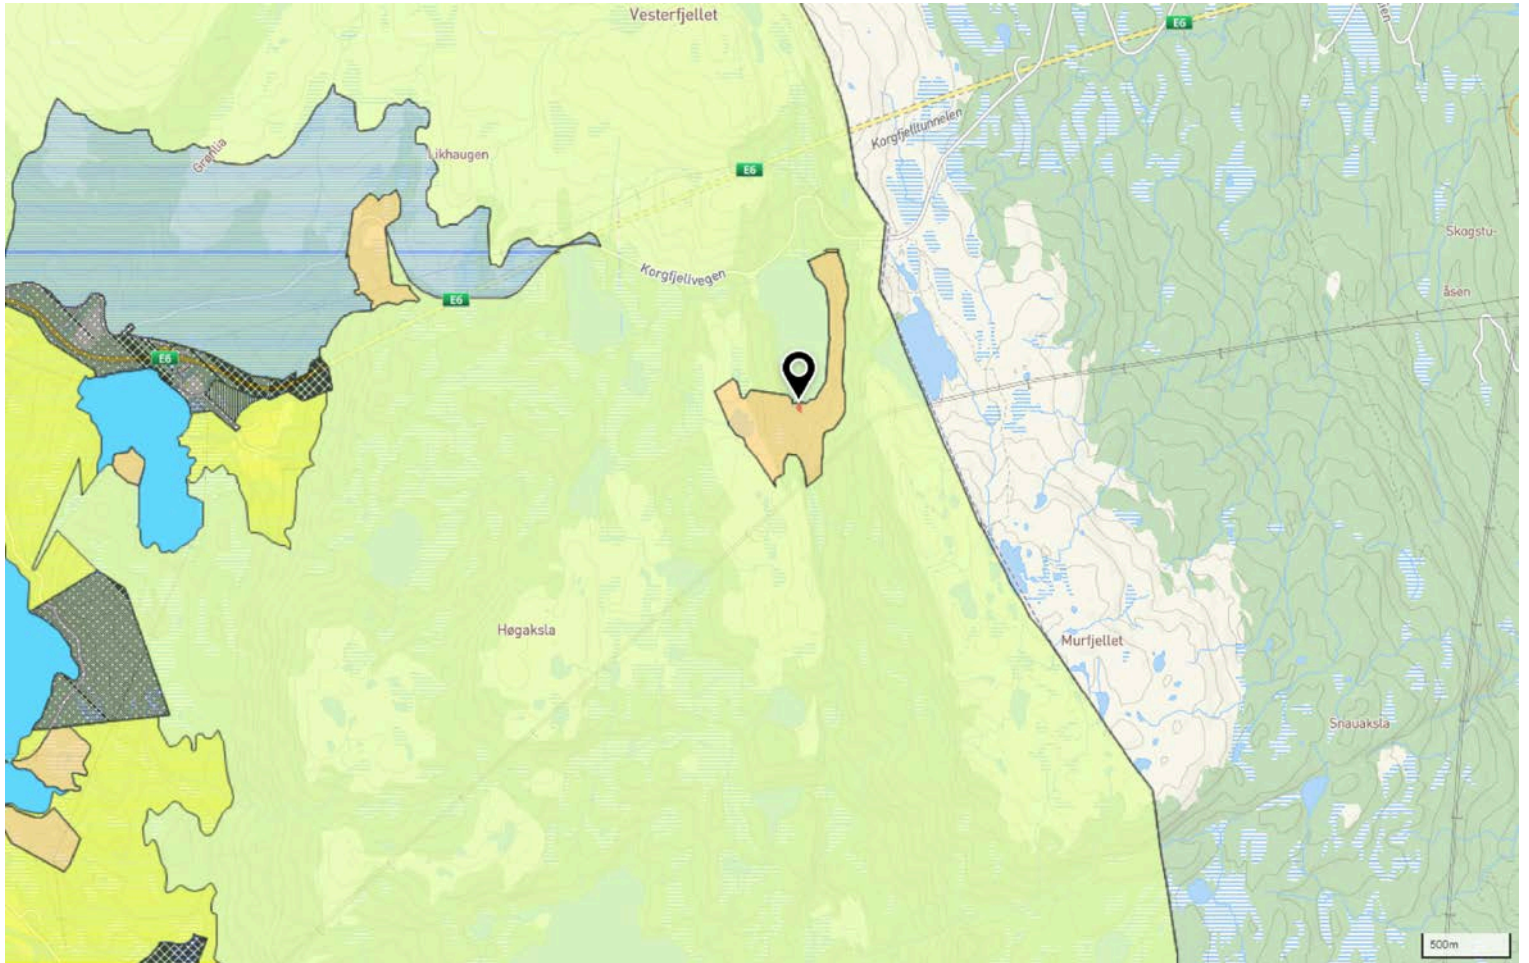 Vesterfjellet
E6
Korgfjelltunnelen
Grønlia
Likhaugen
E6
Skogstu-
åsen
Korgfjellvegen
E6
E6
Høgaksla
Murfjellet
Snauaksla
500m